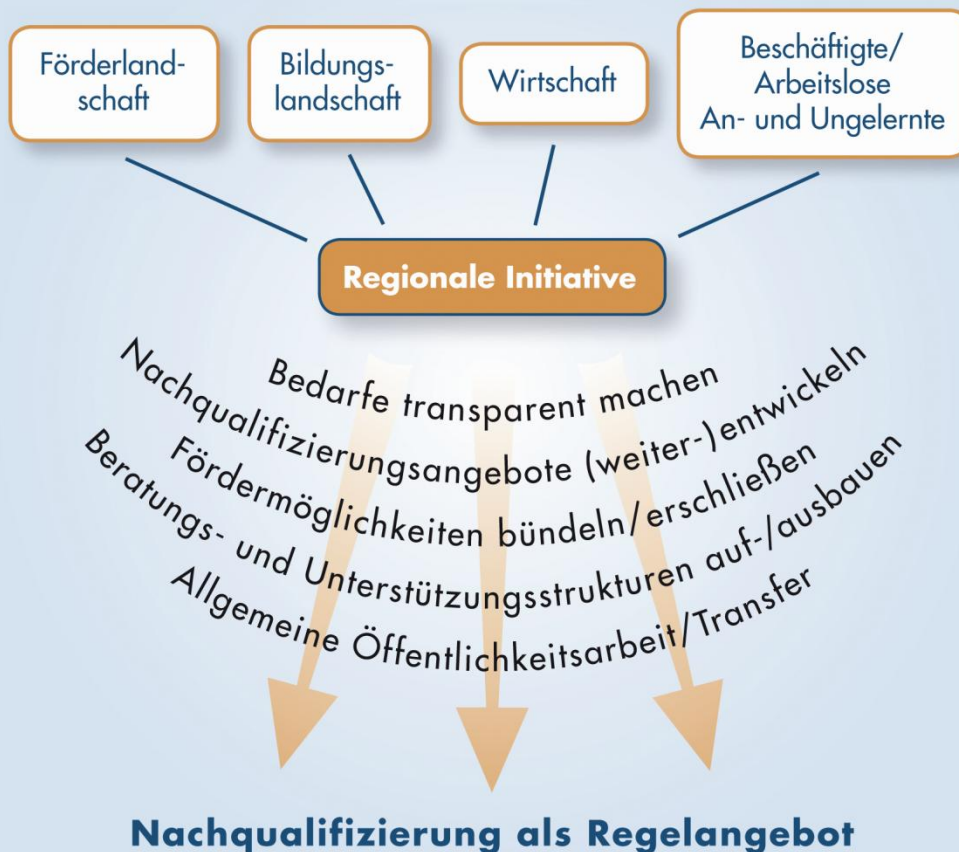 Förderland-
schaft
Bildungs-
landschaft
Wirtschaft
Beschäftigte/
Arbeitslose
An- und Ungelernte
Regionale Initiative
Bedarfe transparent machen
Nachqualifizierungsangebote (weiter-)entwickeln
Fördermöglichkeiten bündeln/erschließen
Beratungs- und Unterstützungsstrukturen auf-/ausbauen
Allgemeine Öffentlichkeitsarbeit/Transfer
Nachqualifizierung als Regelangebot